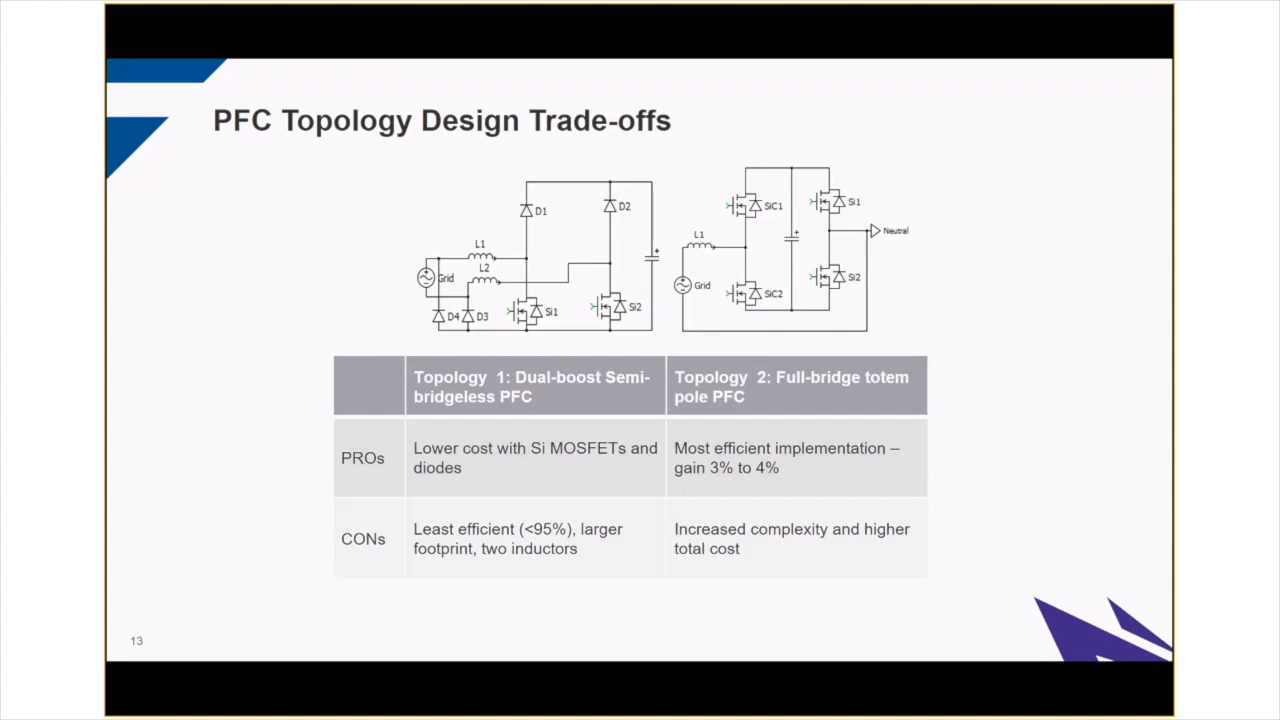 PFC Topology Design Trade-offs
D1
D2
L1
L2
Grid
D4
D3
Si1
Si2
SiC1
Si1
L1
Neutral
Grid
SiC2
Si2
Topology 1: Dual-boost Semi-
bridgeless PFC
Topology 2: Full-bridge totem
pole PFC
PROs
Lower cost with Si MOSFETs and
diodes
Most efficient implementation –
gain 3% to 4%
CONs
Least efficient (<95%), larger
footprint, two inductors
Increased complexity and higher
total cost
13